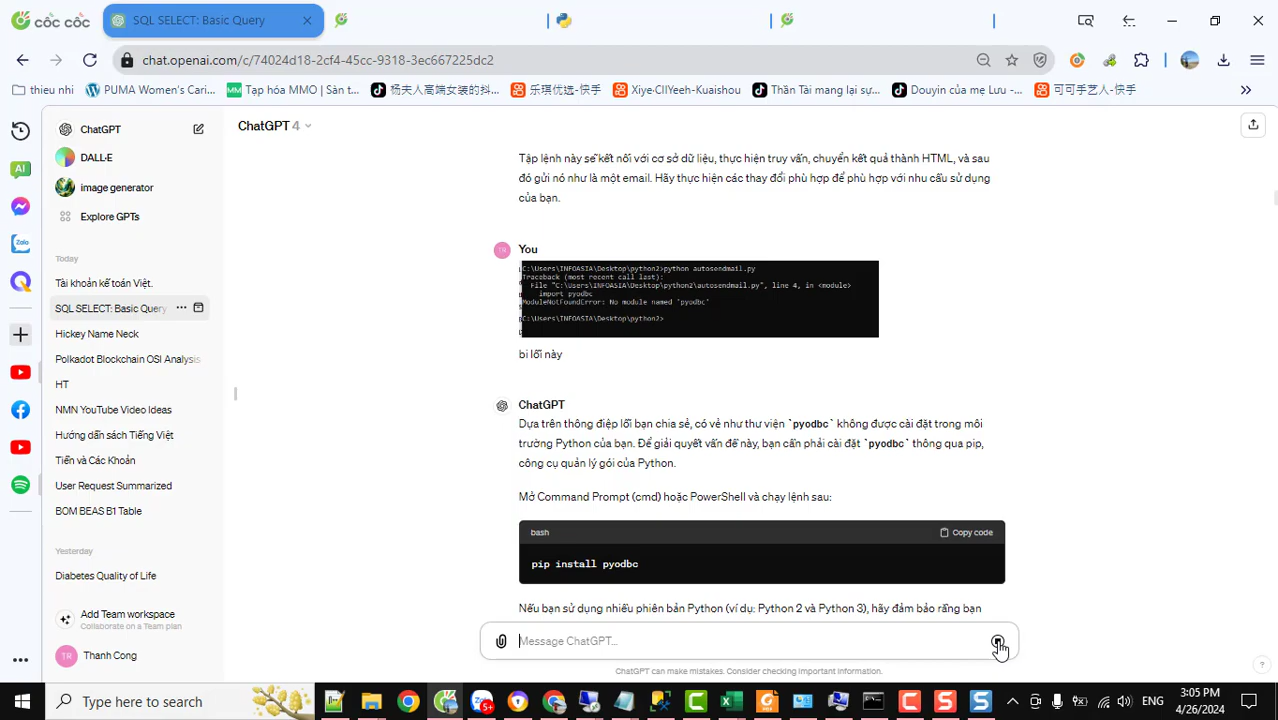 cốc cốc
SQL SELECT: Basic Query
chat.openai.com/c/74024d18-2cf4-45cc-9318-3ec667225dc2
thieu nhi
PUMA Women's Cari...
Tạp hóa MMO | Sàn t...
杨夫人高端女装的抖...
乐琪优选-快手
Xiye·CIIYeeh-Kuaishou
Thần Tài mang lại sự...
Douyin của mẹ Lưu -...
可可手艺人-快手
ChatGPT
DALL·E
image generator
Explore GPTs
Today
Tài khoản kế toán Việt.
SQL SELECT: Basic Query
Hickey Name Neck
Polkadot Blockchain OSI Analysis
HT
NMN YouTube Video Ideas
Hướng dẫn sách Tiếng Việt
Tiền và Các Khoản
User Request Summarized
BOM BEAS B1 Table
Yesterday
Diabetes Quality of Life
Add Team workspace
Collaborate on a Team plan
TR
Thanh Cong
ChatGPT 4
Tập lệnh này sẽ kết nối với cơ sở dữ liệu, thực hiện truy vấn, chuyển kết quả thành HTML, và sau
đó gửi nó như là một email. Hãy thực hiện các thay đổi phù hợp để phù hợp với nhu cầu sử dụng
của bạn.
TR
You
C:\Users\INFOASIA\Desktop\python2>python autosendmail.py
Traceback (most recent call last):
File "C:\Users\INFOASIA\Desktop\python2\autosendmail.py", line 4, in <module>
import pyodbc
ModuleNotFoundError: No module named 'pyodbc'
C:\Users\INFOASIA\Desktop\python2>
bi lỗi này
ChatGPT
Dựa trên thông điệp lỗi bạn chia sẻ, có vẻ như thư viện `pyodbc` không được cài đặt trong môi
trường Python của bạn. Để giải quyết vấn đề này, bạn cần phải cài đặt `pyodbc` thông qua pip,
công cụ quản lý gói của Python.
Mở Command Prompt (cmd) hoặc PowerShell và chạy lệnh sau:
bash
Copy code
pip install pyodbc
Nếu bạn sử dụng nhiều phiên bản Python (ví dụ: Python 2 và Python 3), hãy đảm bảo rằng bạn
Message ChatGPT...
ChatGPT can make mistakes. Consider checking important information.
?
AI
Zalo
Type here to search
5+
ENG
3:05 PM
4/26/2024